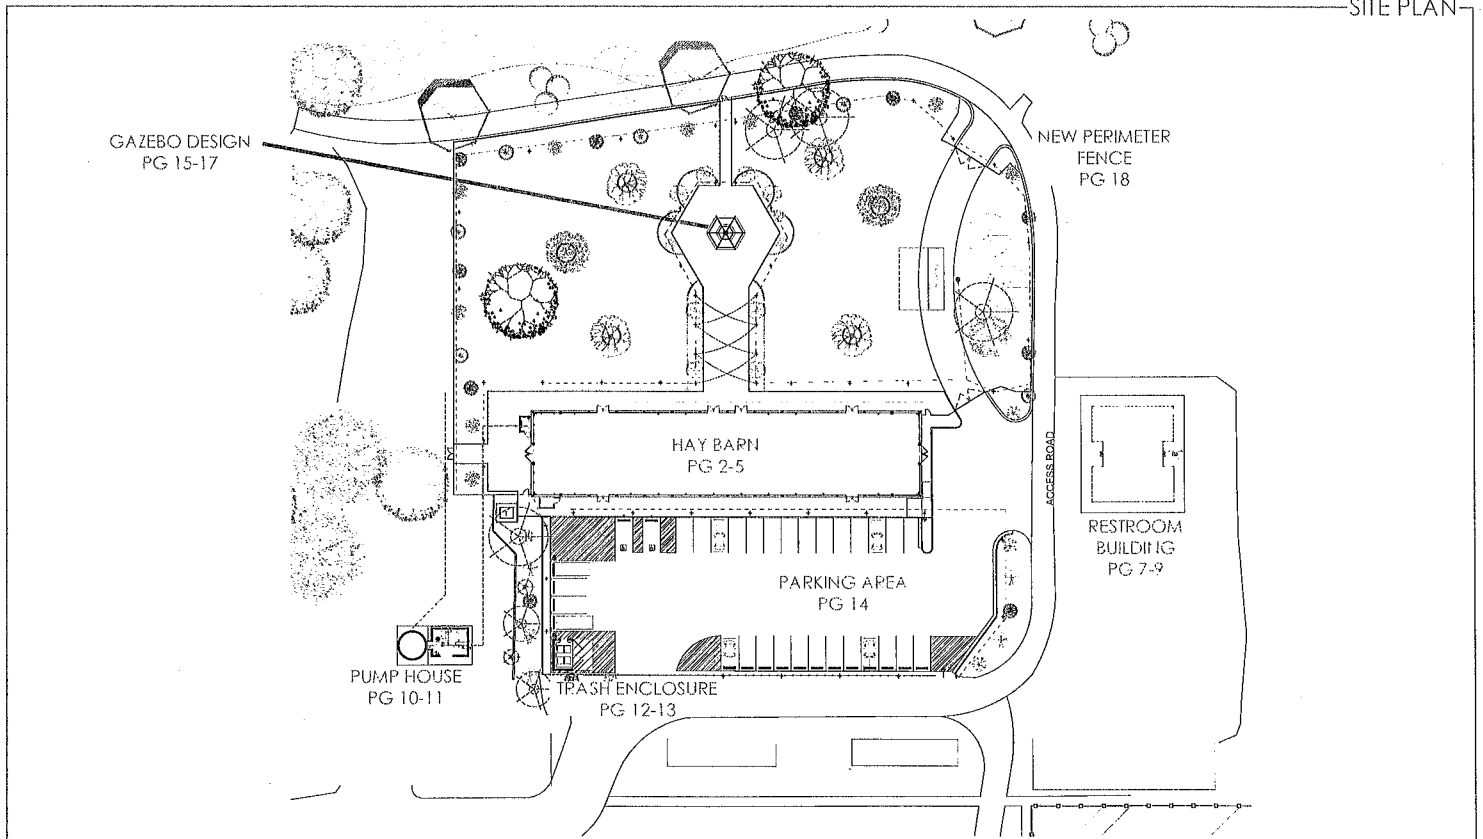 SITE PLAN
GAZEBO DESIGN
PG 15-17
NEW PERIMETER
FENCE
PG 18
HAY BARN
PG 2-5
ACCESS ROAD
RESTROOM
BUILDING
PG 7-9
PARKING AREA
PG 14
PUMP HOUSE
PG 10-11
TRASH ENCLOSURE
PG 12-13